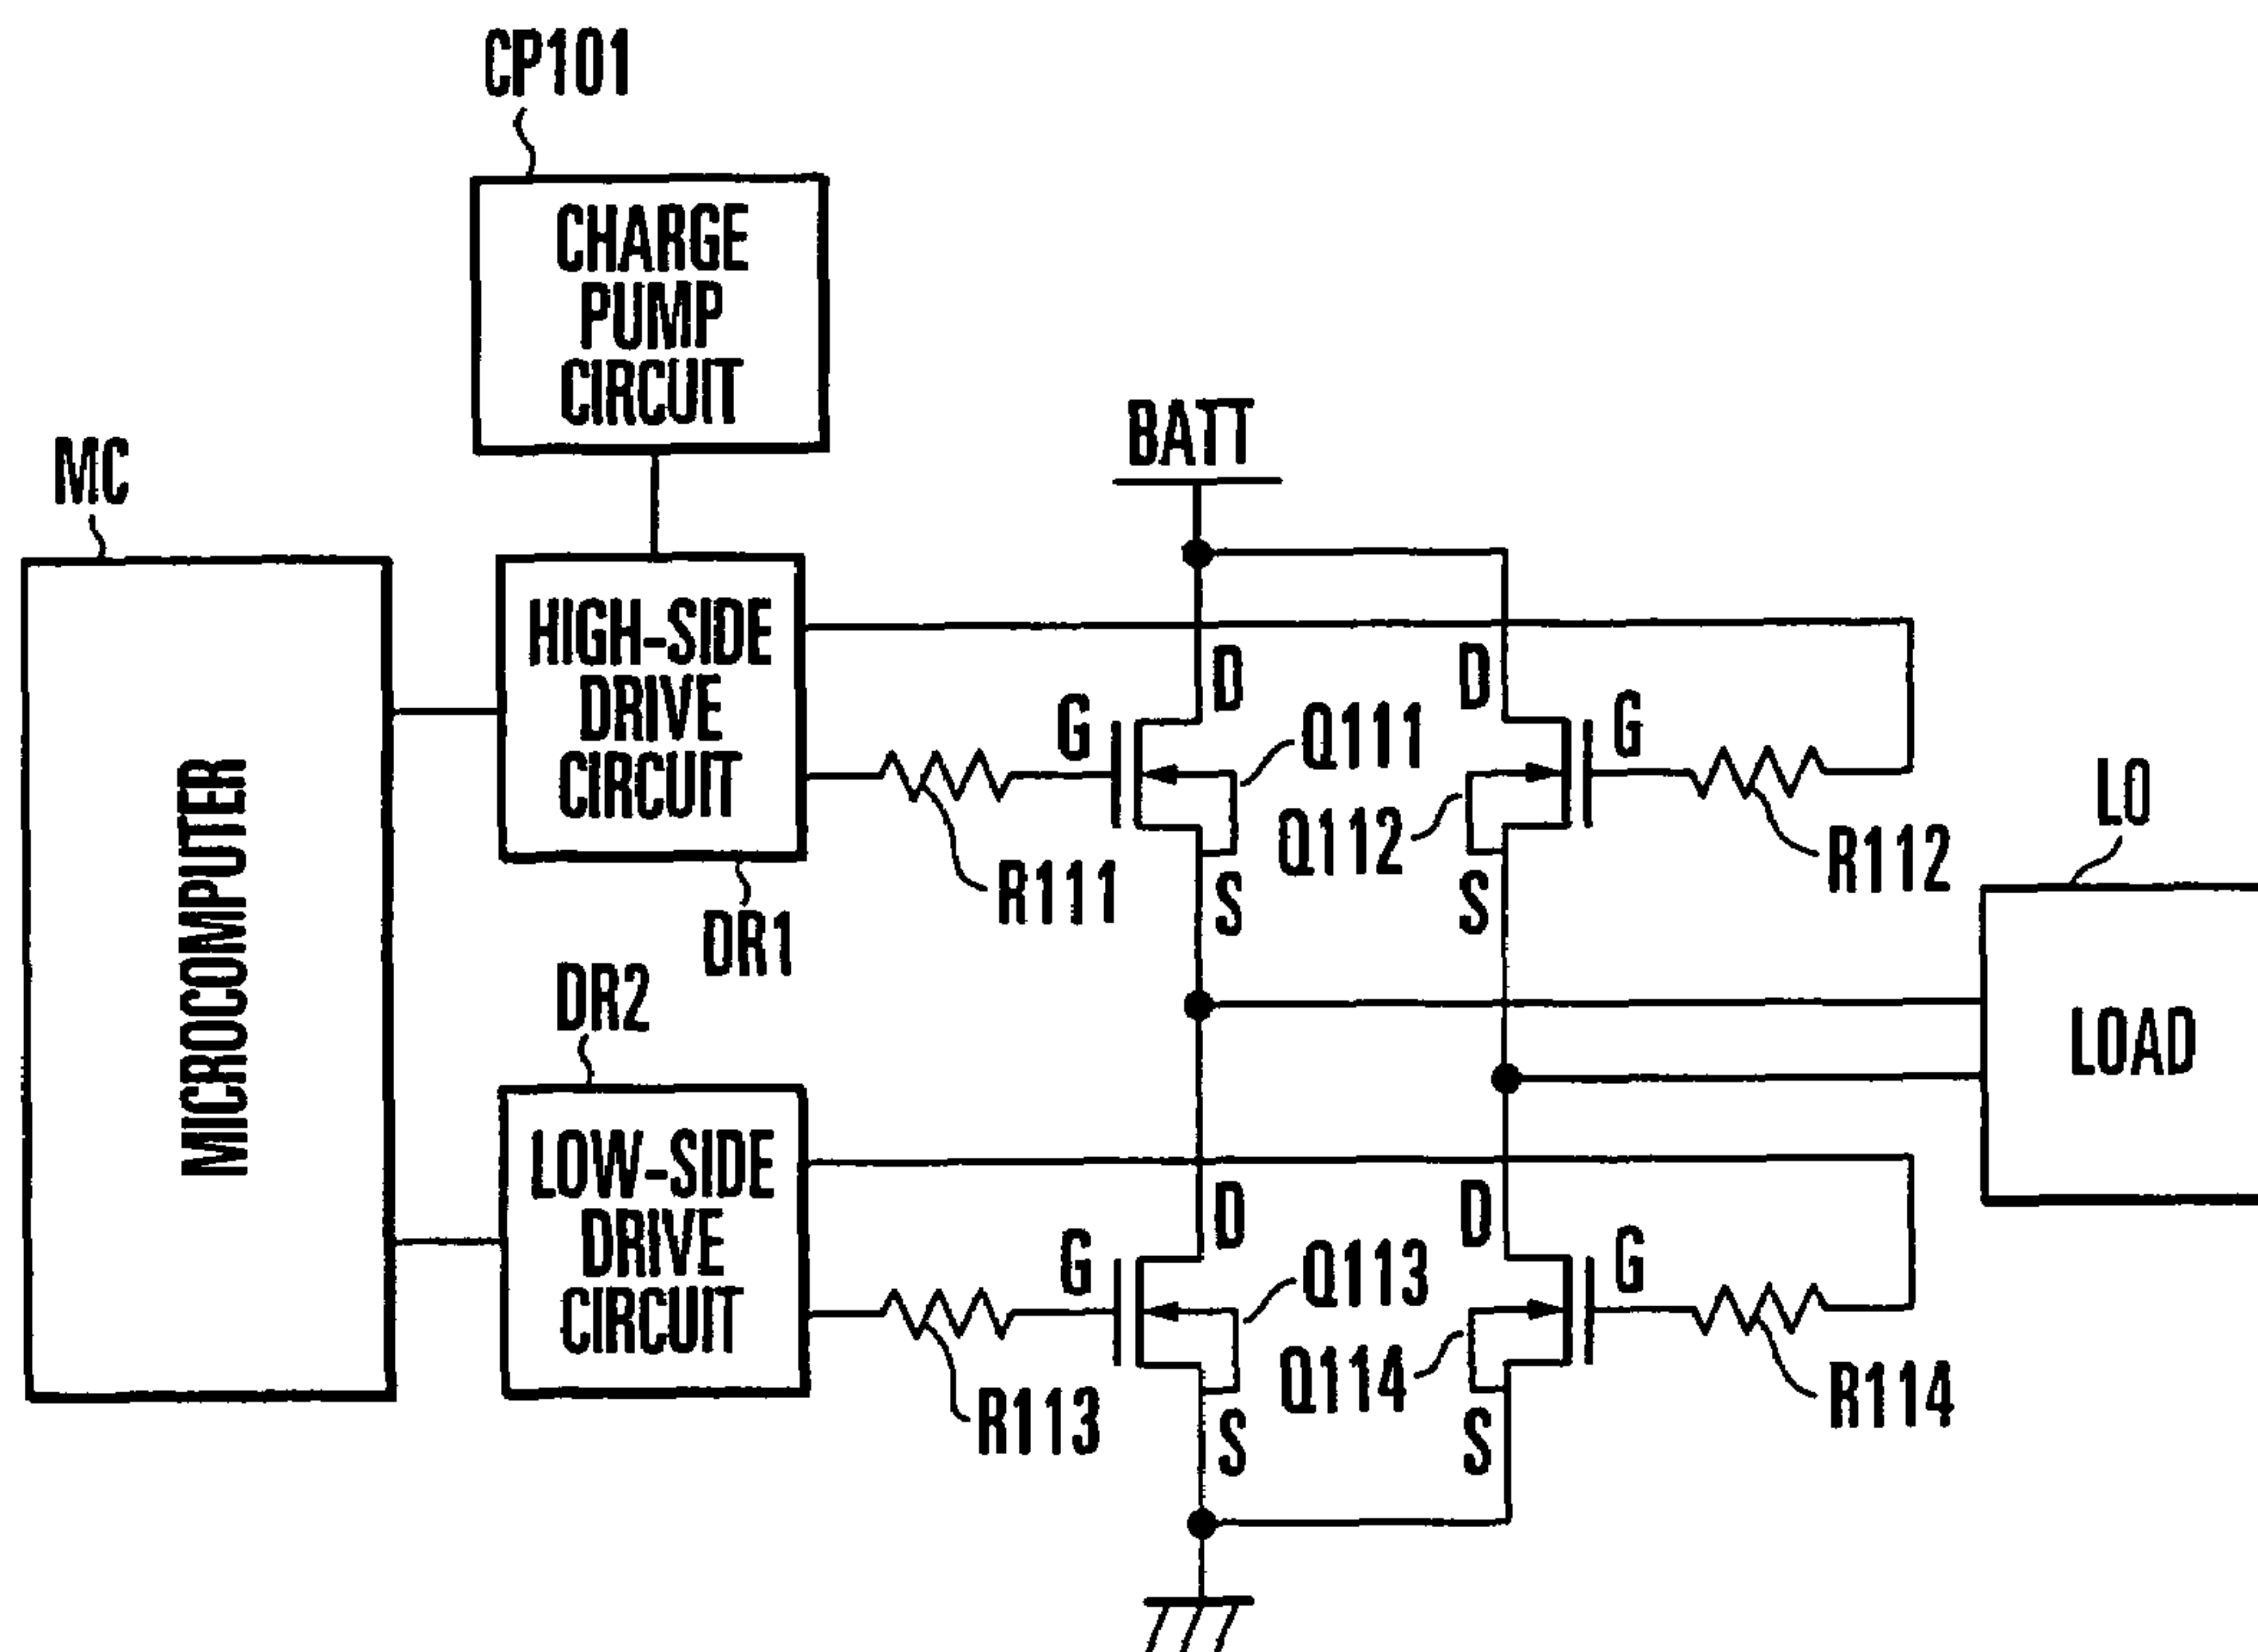 CP101
CHARGE
PUMP
CIRCUIT
MC
MICROCOMPUTER
HIGH-SIDE
DRIVE
CIRCUIT
DR1
DR2
LOW-SIDE
DRIVE
CIRCUIT
BATT
D
D
G
Q111
G
Q112
R111
S
S
R112
LO
LOAD
D
D
G
Q113
G
Q114
R113
S
S
R114